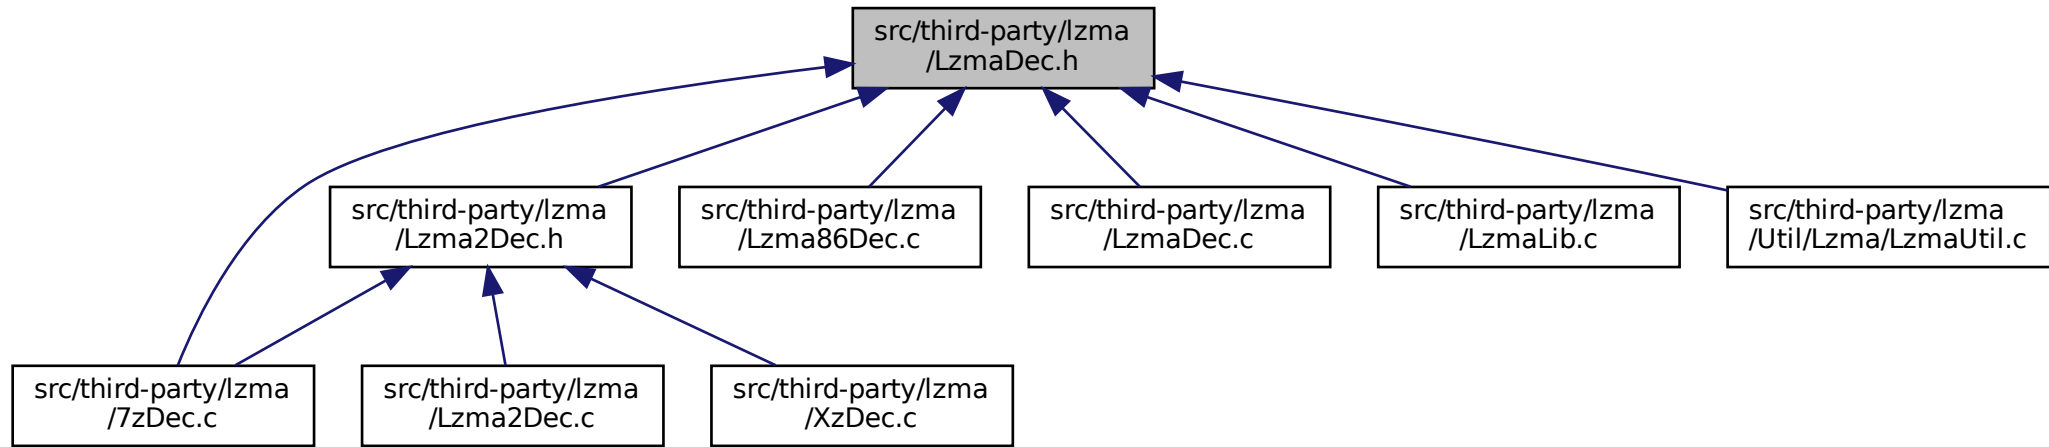 src/third-party/lzma
/LzmaDec.h
src/third-party/lzma
/Lzma2Dec.h
src/third-party/lzma
/Lzma86Dec.c
src/third-party/lzma
/LzmaDec.c
src/third-party/lzma
/LzmaLib.c
src/third-party/lzma
/Util/Lzma/LzmaUtil.c
src/third-party/lzma
/7zDec.c
src/third-party/lzma
/Lzma2Dec.c
src/third-party/lzma
/XzDec.c